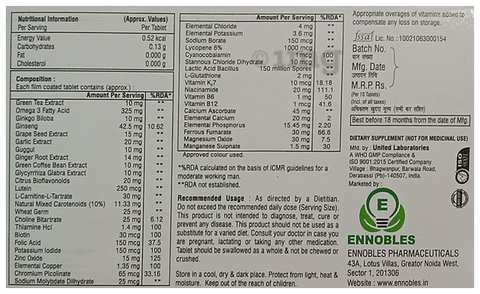 Nutritional Information (Approx. Values)
Per Serving Per Tablet
Energy Value 0.52 kcal
Carbohydrates 0.13 g
Fat 0.000 g
Cholesterol 0.000 g
Composition :
Each film coated tablet contains (approx.) :
Amount Per Serving %RDA*
Green Tea Extract 10 mg **
Omega 3 Fatty Acid 325 mg **
Ginkgo Biloba 10 mg **
Ginseng 42.5 mg 10.62
Grape Seed Extract 15 mg **
Garlic Extract 20 mg **
Guggul 10 mg **
Ginger Root Extract 14 mg **
Green Coffee Bean Extract 10 mg **
Glycyrrhiza Glabra Extract 10 mg **
Citrus Bioflavonoids 20 mg **
Lutein 250 mcg **
L-Carnitine-L-Tartrate 30 mg **
Natural Mixed Carotenoids (10%) 11.33 mg **
Wheat Germ 25 mg **
Choline Bitartrate 25 mg 6.12
Thiamine Hcl 1.4 mg 100
Biotin 30 mcg 100
Folic Acid 150 mcg 37.5
Potassium Iodide 150 mcg 100
Zinc Oxide 15 mg 125
Elemental Copper 1.35 mg 100
Chromium Picolinate 65 mcg 33.16
Sodium Molybdate Dihydrate 25 mcg **
Amount Per Serving %RDA*
Elemental Chloride 4 mg **
Elemental Potassium 3.6 mg **
Sodium Borate 150 mcg **
Lycopene 6% 1000 mcg **
Cyanocobalamin 1 mcg 100
Stannous Chloride Dihydrate 10 mcg **
Lactic Acid Bacillus 150 million Spores **
L-Glutathione 2 mg **
Vitamin K2 10 mcg 18.18
Niacinamide 20 mg 111.1
Vitamin B6 1 mg 50
Vitamin B12 1 mcg 41.6
Calcium Ascorbate 45 mg **
Elemental Calcium 20 mg 2
Elemental Phosphorus 15.45 mg 2.20
Ferrous Fumarate 30 mg 66.6
Magnesium Oxide 30 mg 7.5
Manganese Sulphate 1.5 mg 30
Approved colour used.
*%RDA calculated on the basis of ICMR guidelines for a
moderate working man.
**RDA not established.
Recommended Usage : As directed by a Dietitian.
Do not exceed the recommended daily dose (Serving Size).
This product is not intended to diagnose, treat, cure or
prevent any disease. This product should not be used as a
substitute for a varied diet. Consult your doctor in case you
are pregnant, lactating or taking any other medication.
Tablet should be swallowed as a whole & not be chewed or
crushed.
Store in a cool, dry & dark place. Protect from light, heat &
moisture. Keep out of the reach of children.
Appropriate overages of vitamins added to
compensate any loss on storage.
fssai Lic. No.: 10021063000154
Batch No.
Mfg. Date
M.R.P. Rs.
(Per 10 Tablets)
(Incl. of all taxes)
Best before 18 months from the date of Mfg.
DIETARY SUPPLEMENT (NOT FOR MEDICINAL USE)
Mfd. by : United Laboratories
A WHO GMP Compliance &
ISO 9001:2015 Certified Company
Village : Bhagwanpur, Barwala Road,
Derabassi (Pb)-140507, India.
Marketed by :
E
ENNOBLES
ENNOBLES PHARMACEUTICALS
43A, Lotus Villas, Greater Noida West,
Sector 1, 201306
Website : www.ennobles.in